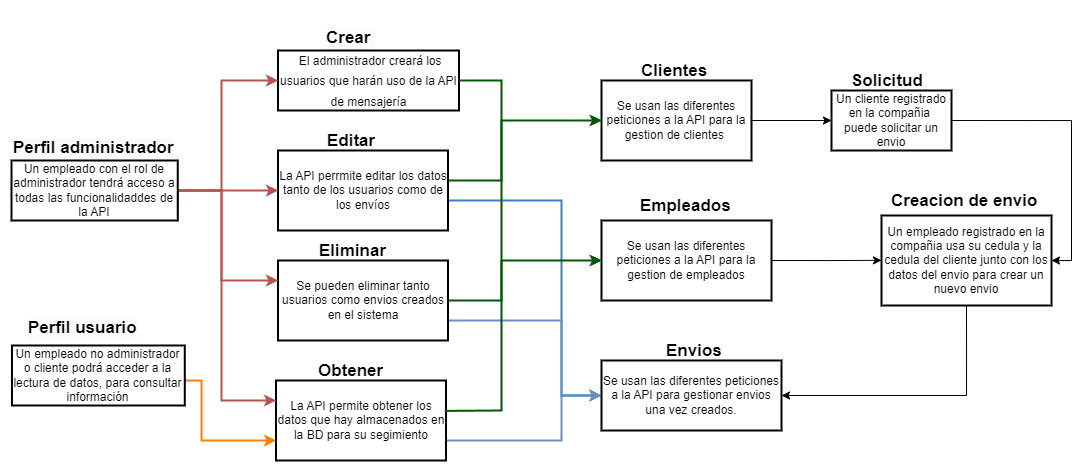 Perfil administrador
Un empleado con el rol de
administrador tendrá acceso a
todas las funcionalidaddes de
la API
Perfil usuario
Un empleado no administrador
o cliente podrá acceder a la
lectura de datos, para consultar
información
Crear
El administrador creará los
usuarios que harán uso de la API
de mensajería
Editar
La API perrmite editar los datos
tanto de los usuarios como de
los envíos
Eliminar
Se pueden eliminar tanto
usuarios como envios creados
en el sistema
Obtener
La API permite obtener los
datos que hay almacenados en
la BD para su segimiento
Clientes
Se usan las diferentes
peticiones a la API para la
gestion de clientes
Empleados
Se usan las diferentes
peticiones a la API para la
gestion de empleados
Envios
Se usan las diferentes peticiones
a la API para gestionar envios
una vez creados.
Solicitud
Un cliente registrado
en la compañia
puede solicitar un
envio
Creacion de envio
Un empleado registrado en la
compañia usa su cedula y la
cedula del cliente junto con los
datos del envio para crear un
nuevo envio